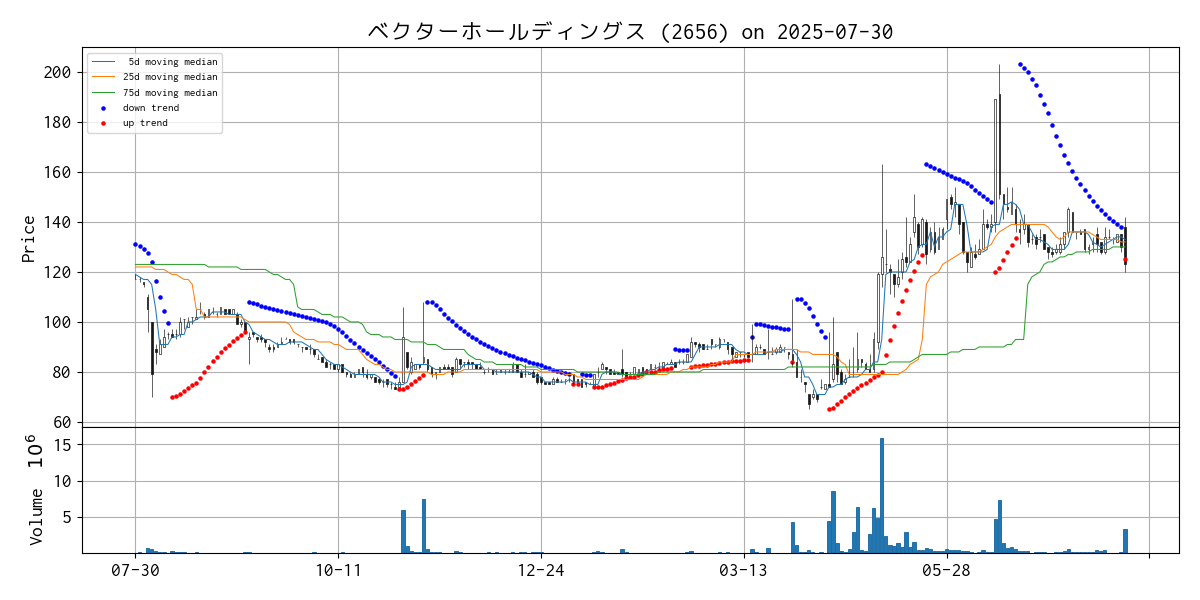 ベクターホールディングス (2656) on 2025-07-30
5d moving median
25d moving median
75d moving median
down trend
up trend
Price
200
180
160
140
120
100
80
60
Volume 10^6
15
10
5
07-30
10-11
12-24
03-13
05-28